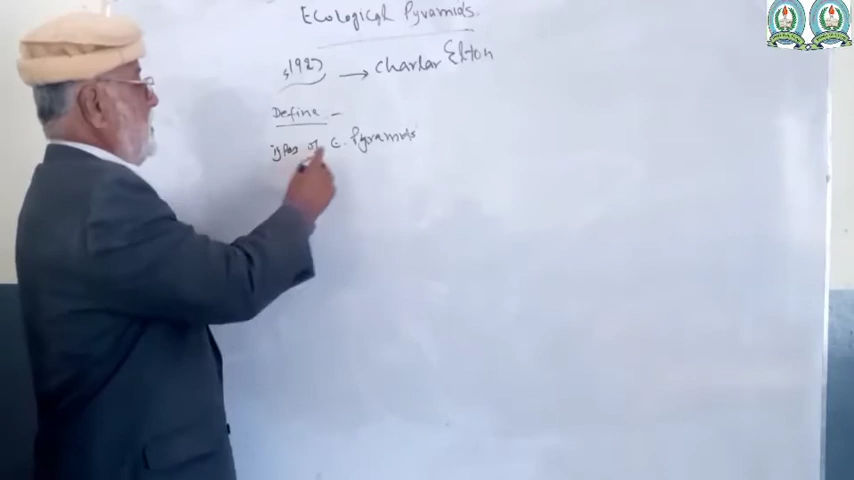 Ecological Pyramids.
1927 → Charlar Elton
Define –
Types of E. Pyramids